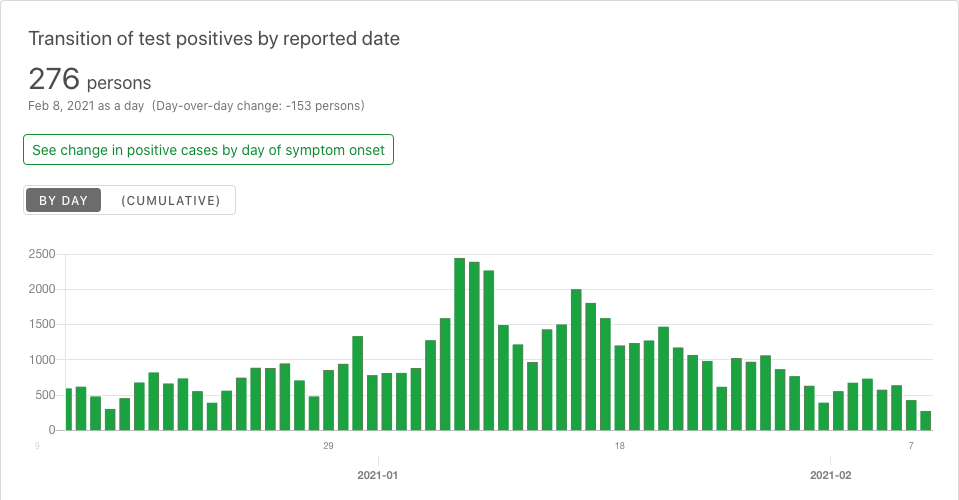 Transition of test positives by reported date
276 persons
Feb 8, 2021 as a day (Day-over-day change: -153 persons)
See change in positive cases by day of symptom onset
BY DAY (CUMULATIVE)
2500
2000
1500
1000
500
0
9 29 18 7
2021-01 2021-02